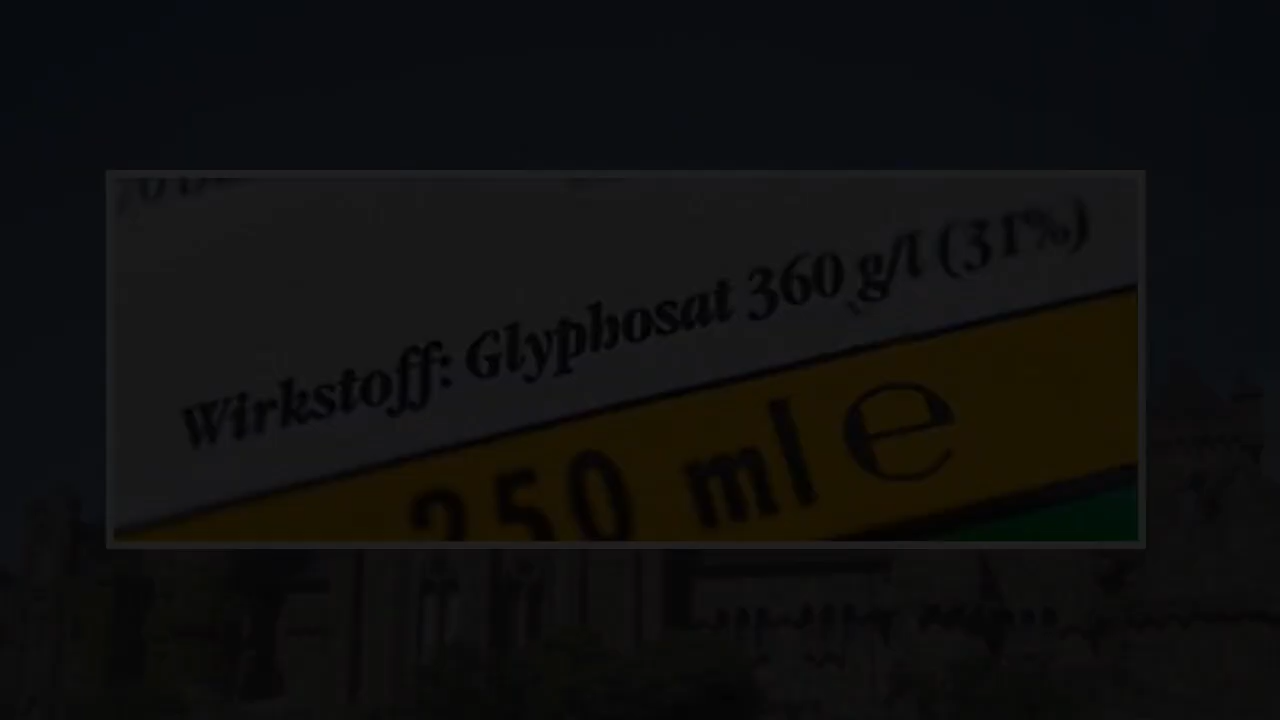 Wirkstoff: Glyphosat 360 g/l (31%)
250 ml ℮